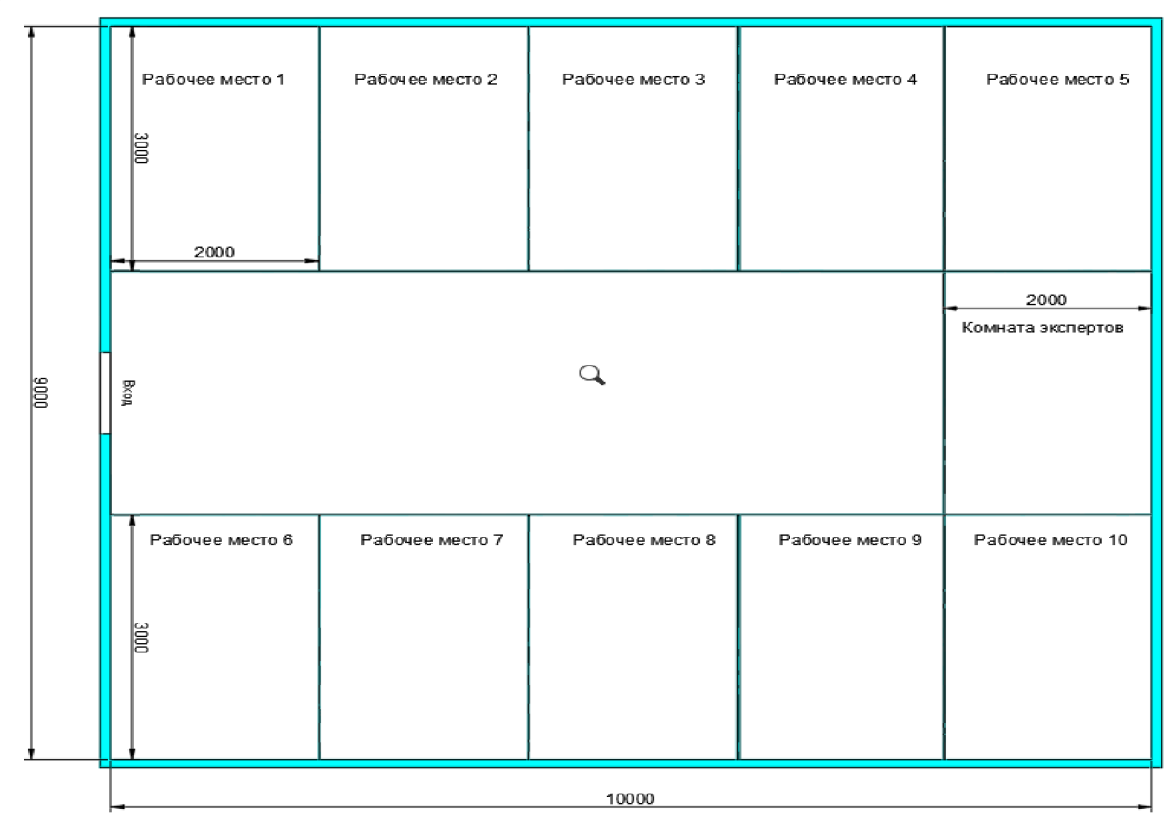 Рабочее место 1
Рабочее место 2
Рабочее место 3
Рабочее место 4
Рабочее место 5
3000
2000
2000
Комната экспертов
9000
Вход
Рабочее место 6
Рабочее место 7
Рабочее место 8
Рабочее место 9
Рабочее место 10
3000
10000